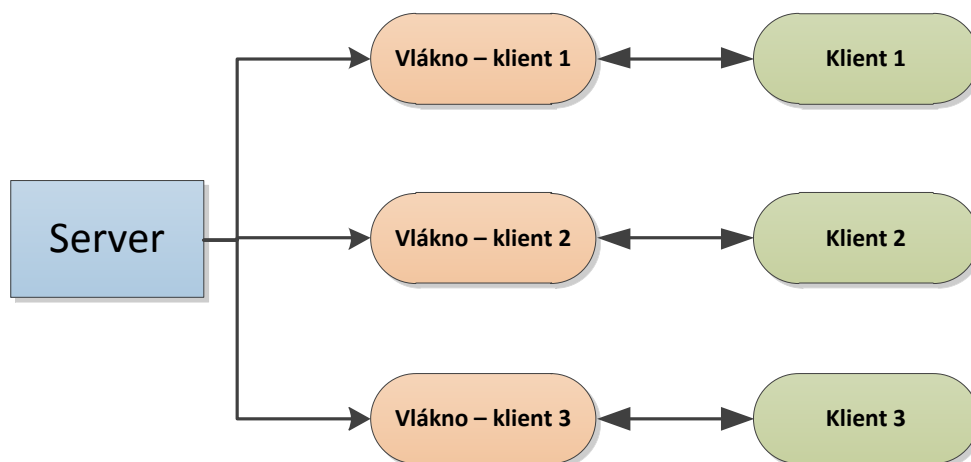 Vlákno – klient 1
Klient 1
Server
Vlákno – klient 2
Klient 2
Vlákno – klient 3
Klient 3